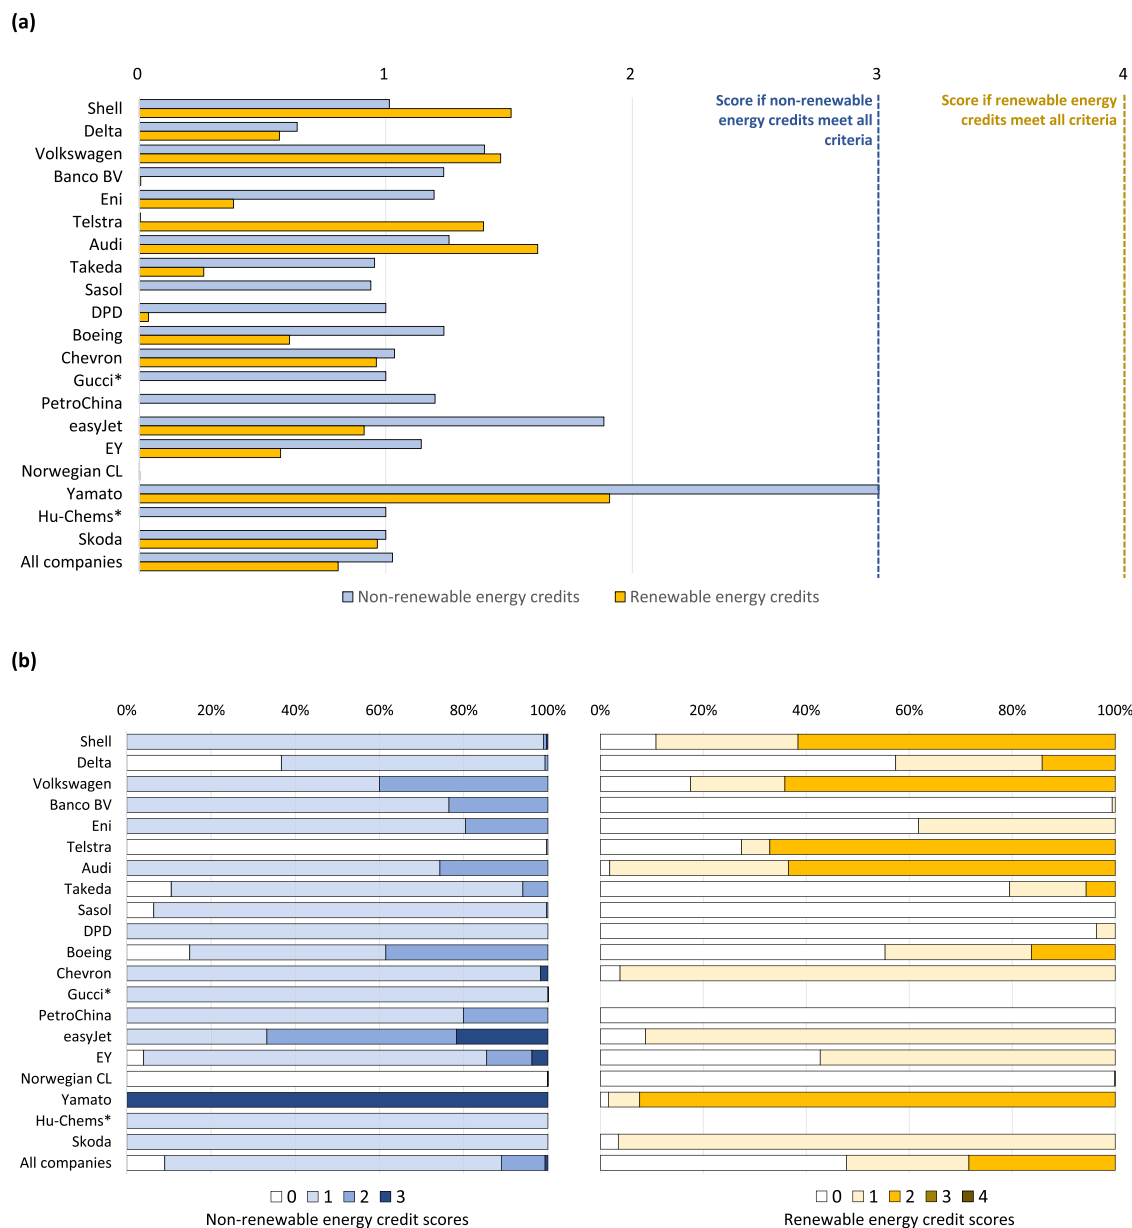 (a)
0 1 2 3 4
Score if non-renewable
energy credits meet all
criteria
Score if renewable energy
credits meet all criteria
Shell
Delta
Volkswagen
Banco BV
Eni
Telstra
Audi
Takeda
Sasol
DPD
Boeing
Chevron
Gucci*
PetroChina
easyJet
EY
Norwegian CL
Yamato
Hu-Chems*
Skoda
All companies
Non-renewable energy credits Renewable energy credits
(b)
0% 20% 40% 60% 80% 100% 0% 20% 40% 60% 80% 100%
Shell
Delta
Volkswagen
Banco BV
Eni
Telstra
Audi
Takeda
Sasol
DPD
Boeing
Chevron
Gucci*
PetroChina
easyJet
EY
Norwegian CL
Yamato
Hu-Chems*
Skoda
All companies
0 1 2 3 0 1 2 3 4
Non-renewable energy credit scores Renewable energy credit scores